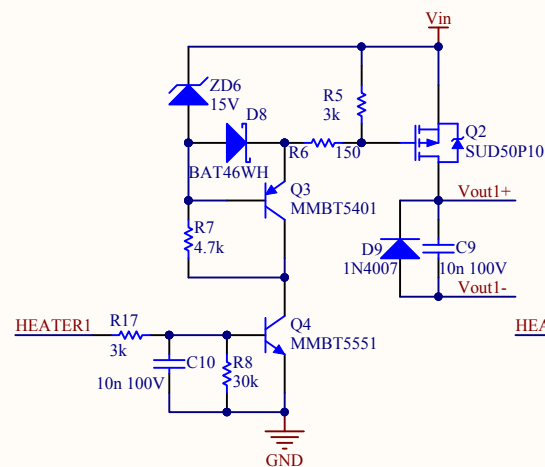 Vin
ZD6
15V
D8
R5
3k
Q2
SUD50P10
R6
150
BAT46WH
Q3
MMBT5401
Vout1+
R7
4.7k
D9
1N4007
C9
10n 100V
Vout1-
HEATER1
R17
3k
Q4
MMBT5551
HEA
C10
10n 100V
R8
30k
GND